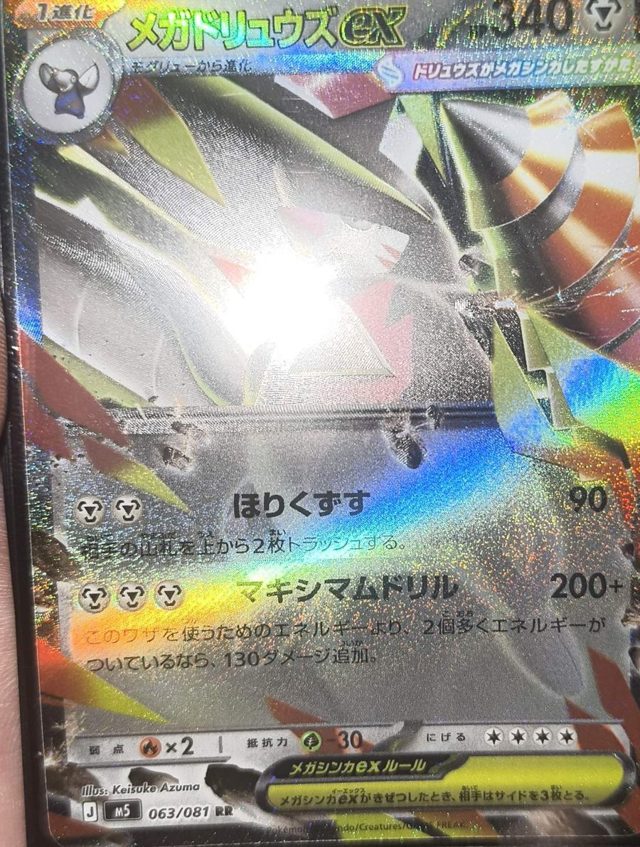 1進化 メガドリュウズex 340
モグリューから進化 ドリュウズがメガシンカしたすがた
ほりくずす 90
相手の山札を上から2枚トラッシュする。
マキシマムドリル 200+
このワザを使うためのエネルギーより、2個多くエネルギーが
ついているなら、130ダメージ追加。
弱点 ×2 抵抗力 -30 にげる
メガシンカexルール
メガシンカexがきぜつしたとき、相手はサイドを3枚とる。
Illus. Keisuke Azuma
J M5 063/081 RR